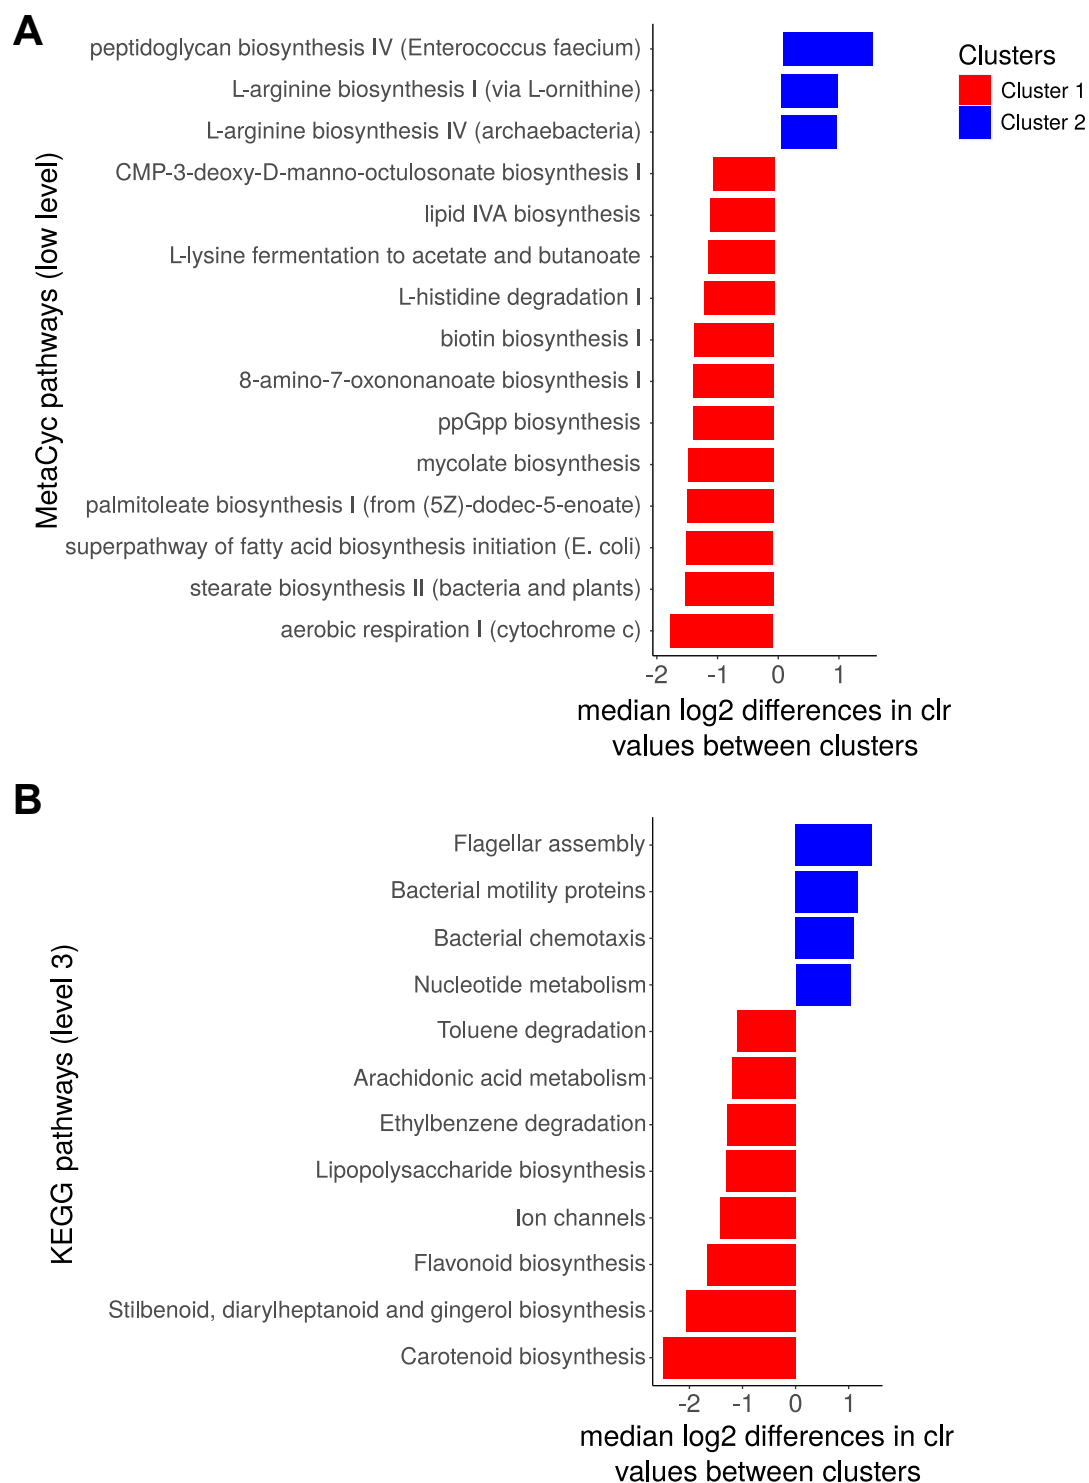 A
peptidoglycan biosynthesis IV (Enterococcus faecium)
L-arginine biosynthesis I (via L-ornithine)
L-arginine biosynthesis IV (archaebacteria)
CMP-3-deoxy-D-manno-octulosonate biosynthesis I
lipid IVA biosynthesis
L-lysine fermentation to acetate and butanoate
L-histidine degradation I
biotin biosynthesis I
8-amino-7-oxononanoate biosynthesis I
ppGpp biosynthesis
mycolate biosynthesis
palmitoleate biosynthesis I (from (5Z)-dodec-5-enoate)
superpathway of fatty acid biosynthesis initiation (E. coli)
stearate biosynthesis II (bacteria and plants)
aerobic respiration I (cytochrome c)
MetaCyc pathways (low level)
-2 -1 0 1
median log2 differences in clr
values between clusters
Clusters
Cluster 1
Cluster 2
B
Flagellar assembly
Bacterial motility proteins
Bacterial chemotaxis
Nucleotide metabolism
Toluene degradation
Arachidonic acid metabolism
Ethylbenzene degradation
Lipopolysaccharide biosynthesis
Ion channels
Flavonoid biosynthesis
Stilbenoid, diarylheptanoid and gingerol biosynthesis
Carotenoid biosynthesis
KEGG pathways (level 3)
-2 -1 0 1
median log2 differences in clr
values between clusters